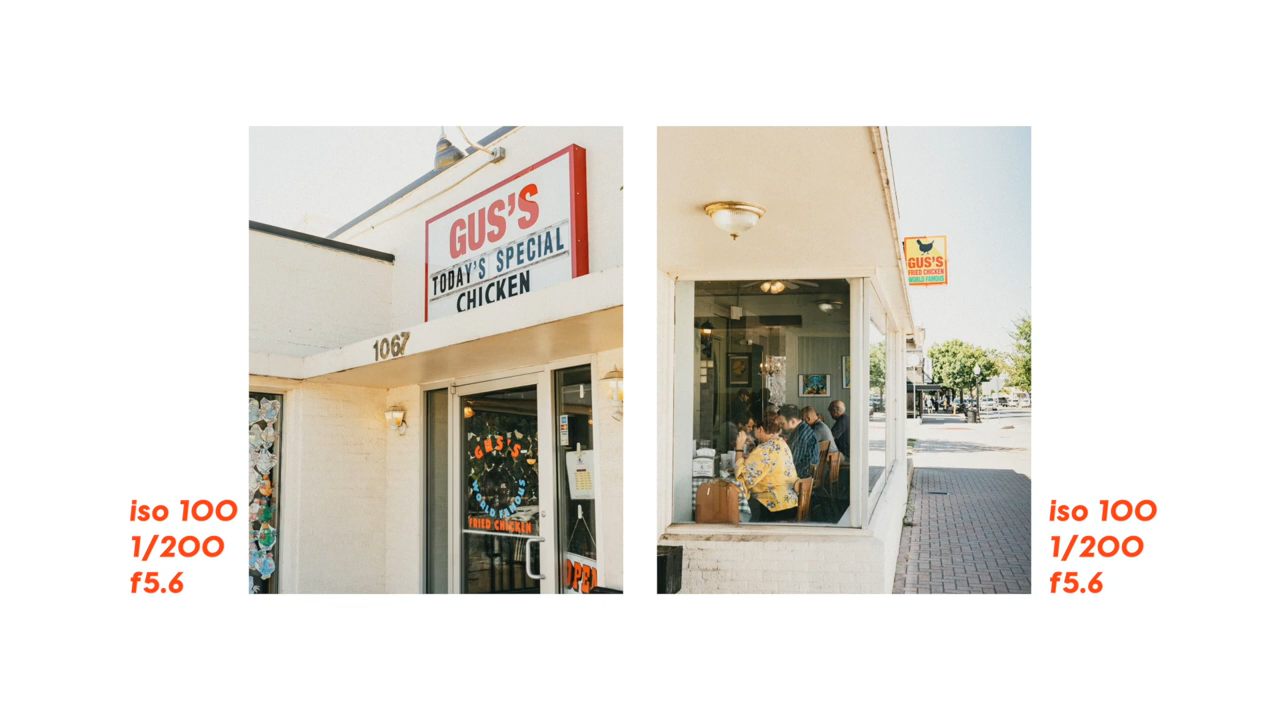 iso 100
1/200
f5.6
GUS'S
TODAY'S SPECIAL
CHICKEN
1067
GUS'S
WORLD FAMOUS
FRIED CHICKEN
OPEN
GUS'S
FRIED CHICKEN
WORLD FAMOUS
iso 100
1/200
f5.6